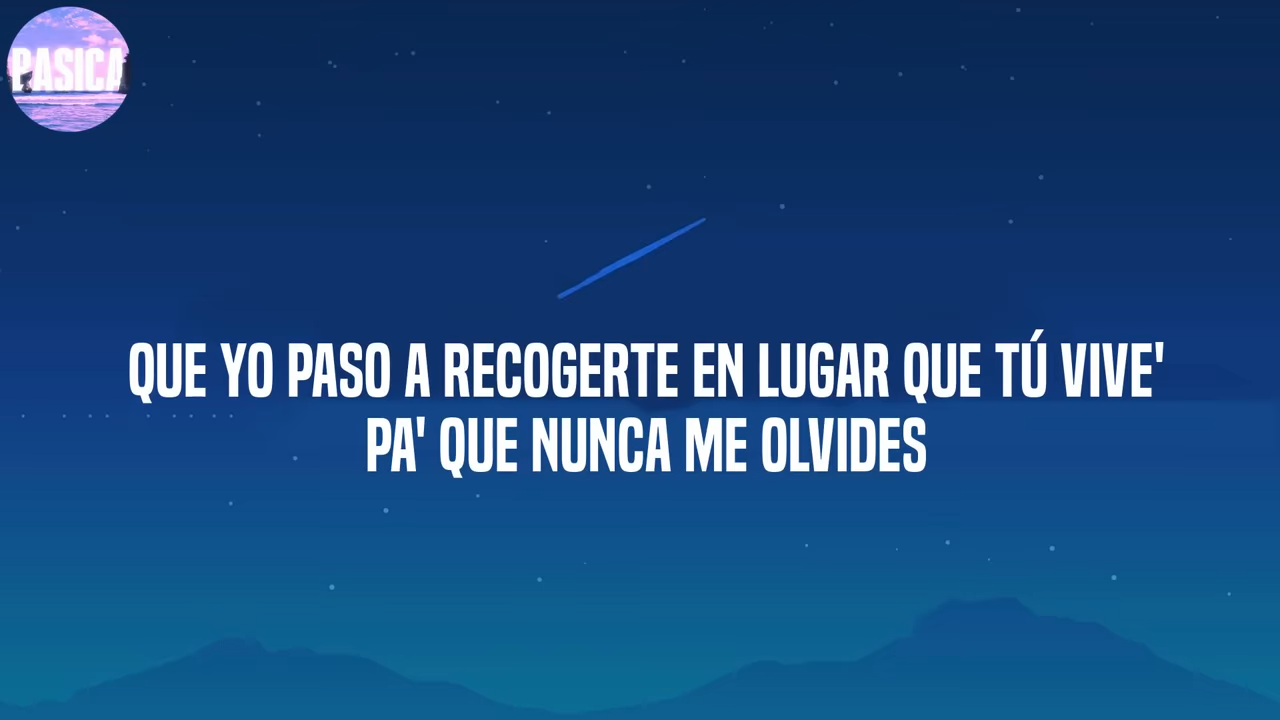 PASICA
QUE YO PASO A RECOGERTE EN LUGAR QUE TÚ VIVE'
PA' QUE NUNCA ME OLVIDES